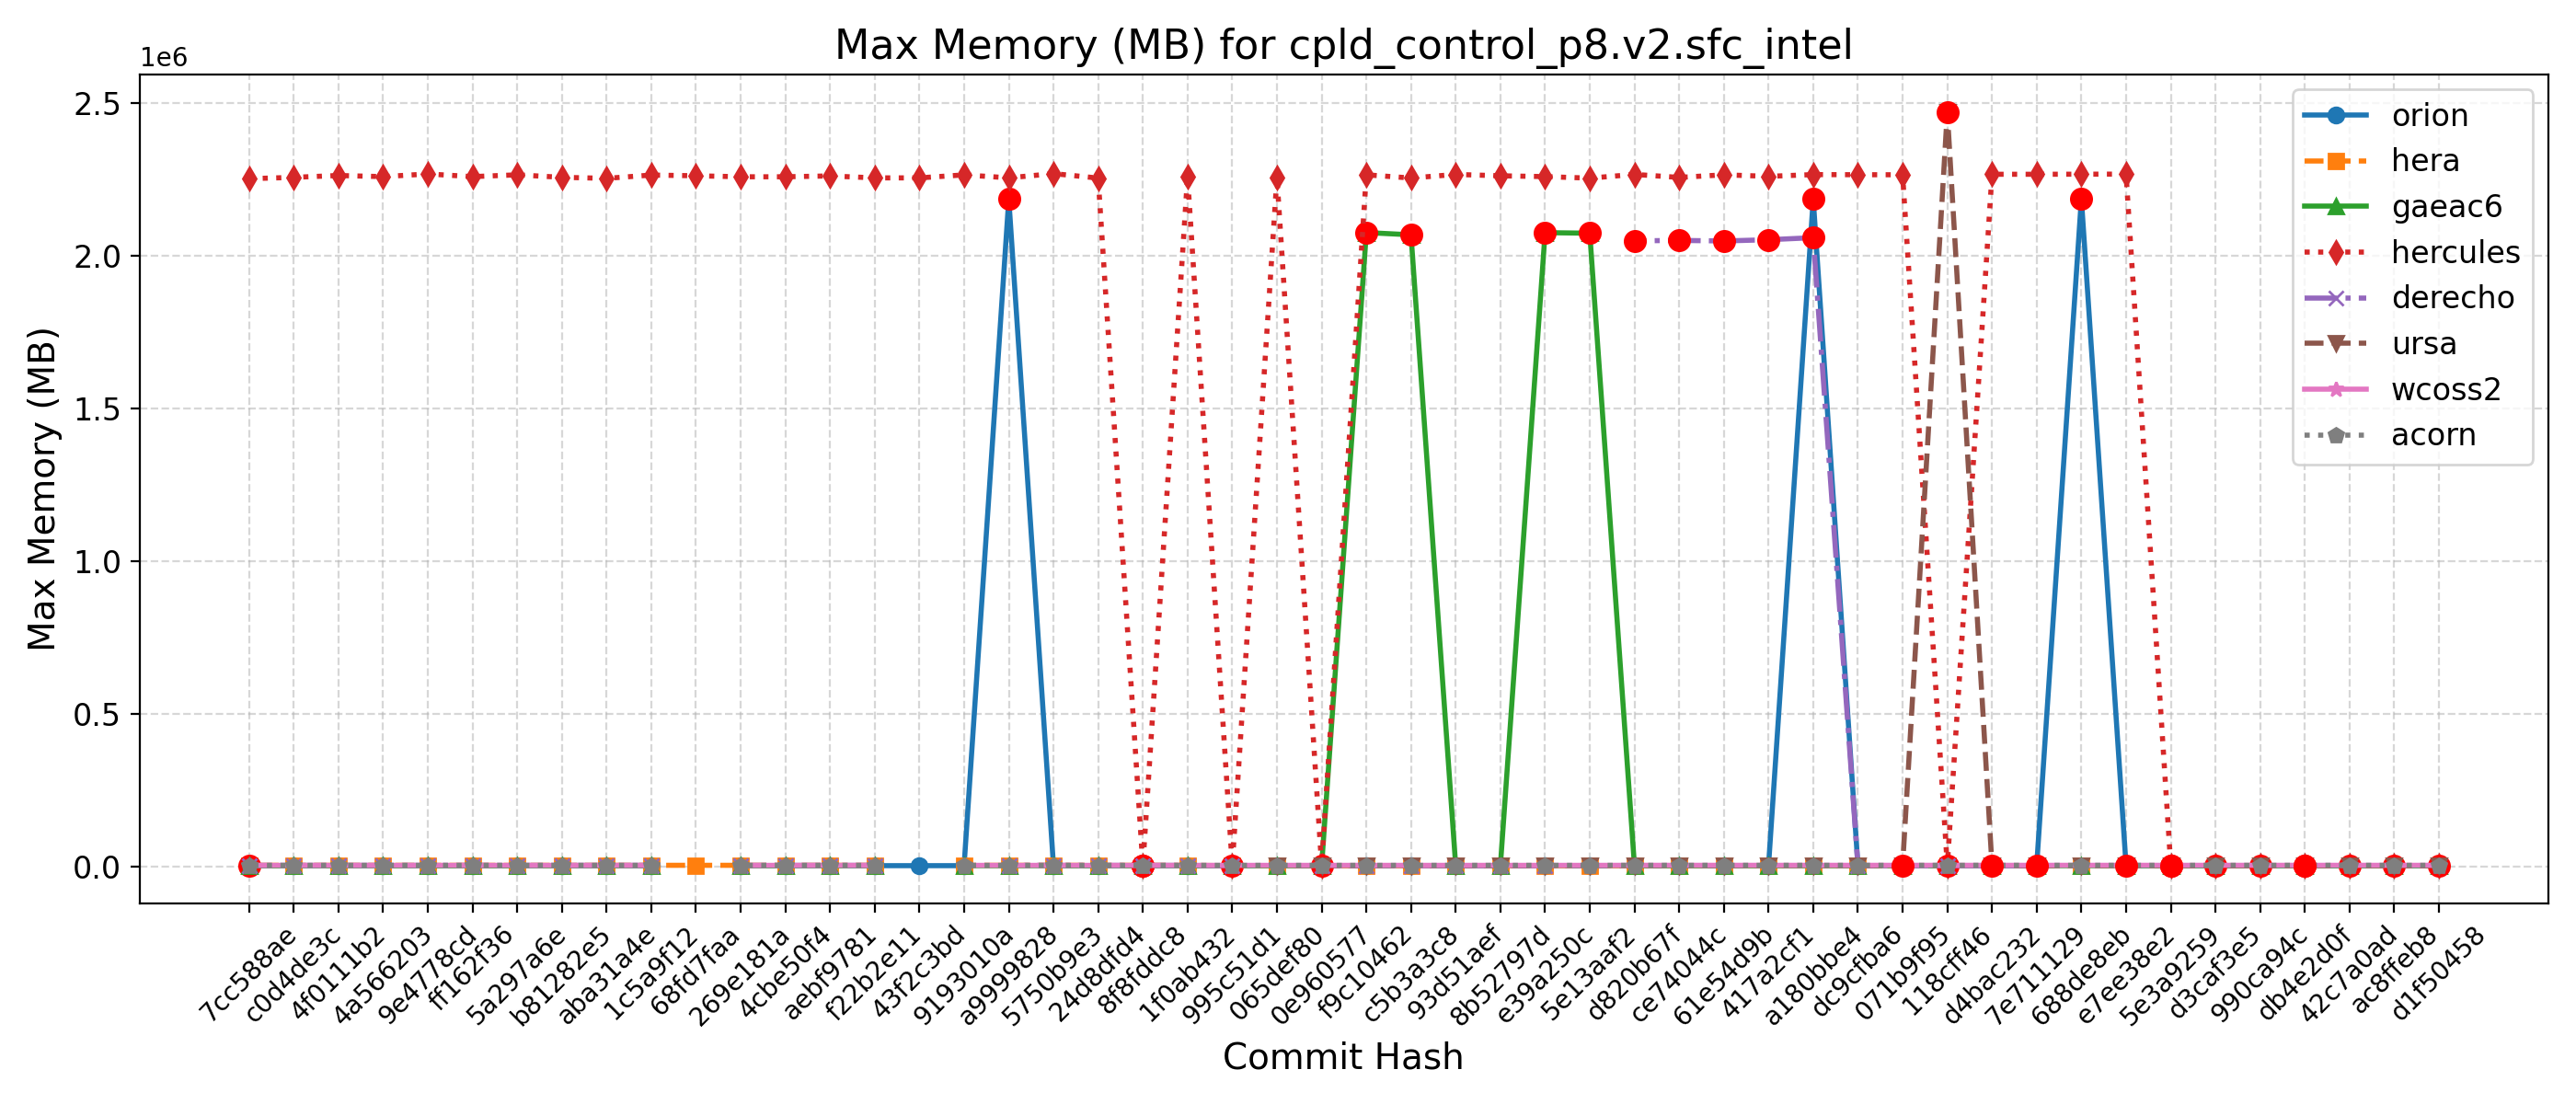 Max Memory (MB) for cpld_control_p8.v2.sfc_intel
1e6
2.5
2.0
1.5
1.0
0.5
0.0
Max Memory (MB)
orion
hera
gaeac6
hercules
derecho
ursa
wcoss2
acorn
7cc588ae
c0d4de3c
4f0111b2
4a566203
9e4778cd
ff162f36
5a297a6e
b81282e5
aba31a4e
1c5a9f12
68fd7faa
269e181a
4cbe50f4
aebf9781
f22b2e11
43f2c3bd
9193010a
a9999828
5750b9e3
24d8dfd4
8f8fddc8
1f0ab432
995c51d1
065def80
0e960577
f9c10462
c5b3a3c8
93d51aef
8b52797d
e39a250c
5e13aaf2
d820b67f
ce74044c
61e54d9b
417a2cf1
a180bbe4
dc9cfba6
071b9f95
118cff46
d4bac232
7e711129
688de8eb
e7ee38e2
5e3a9259
d3caf3e5
990ca94c
db4e2d0f
42c7a0ad
ac8ffeb8
d1f50458
Commit Hash